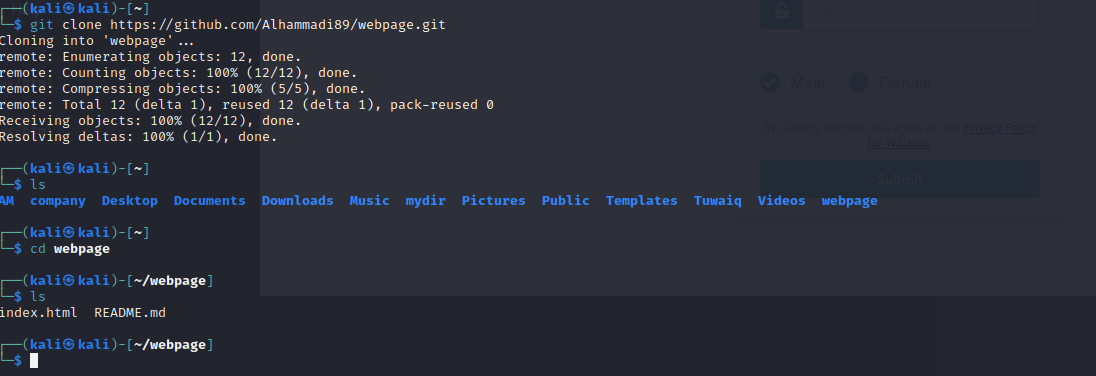 ┌──(kali㉿kali)-[~]
└─$ git clone https://github.com/Alhammadi89/webpage.git
Cloning into 'webpage'...
remote: Enumerating objects: 12, done.
remote: Counting objects: 100% (12/12), done.
remote: Compressing objects: 100% (5/5), done.
remote: Total 12 (delta 1), reused 12 (delta 1), pack-reused 0
Receiving objects: 100% (12/12), done.
Resolving deltas: 100% (1/1), done.
┌──(kali㉿kali)-[~]
└─$ ls
AM company Desktop Documents Downloads Music mydir Pictures Public Templates Tuwaiq Videos webpage
┌──(kali㉿kali)-[~]
└─$ cd webpage
┌──(kali㉿kali)-[~/webpage]
└─$ ls
index.html README.md
┌──(kali㉿kali)-[~/webpage]
└─$
Password
Male Female
By clicking Register, you agree on our Privacy Policy
for W3Docs.
Submit